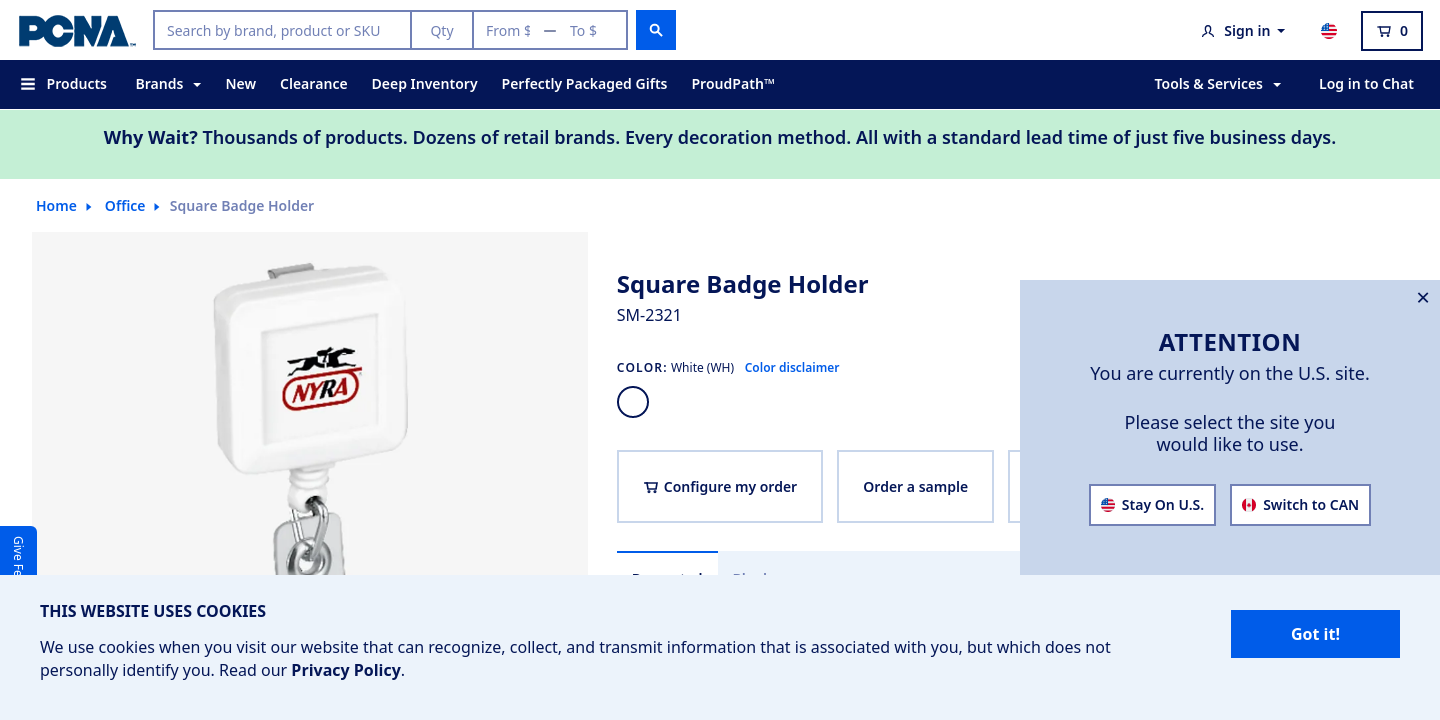 PCNA
Search by brand, product or SKU
Qty
From $ — To $
Sign in
0
Products
Brands
New
Clearance
Deep Inventory
Perfectly Packaged Gifts
ProudPath™
Tools & Services
Log in to Chat
Why Wait? Thousands of products. Dozens of retail brands. Every decoration method. All with a standard lead time of just five business days.
Home
Office
Square Badge Holder
NYRA
Square Badge Holder
SM-2321
COLOR: White (WH) Color disclaimer
Configure my order
Order a sample
ATTENTION
You are currently on the U.S. site.
Please select the site you
would like to use.
Stay On U.S.
Switch to CAN
Give
THIS WEBSITE USES COOKIES
We use cookies when you visit our website that can recognize, collect, and transmit information that is associated with you, but which does not
personally identify you. Read our Privacy Policy.
Got it!